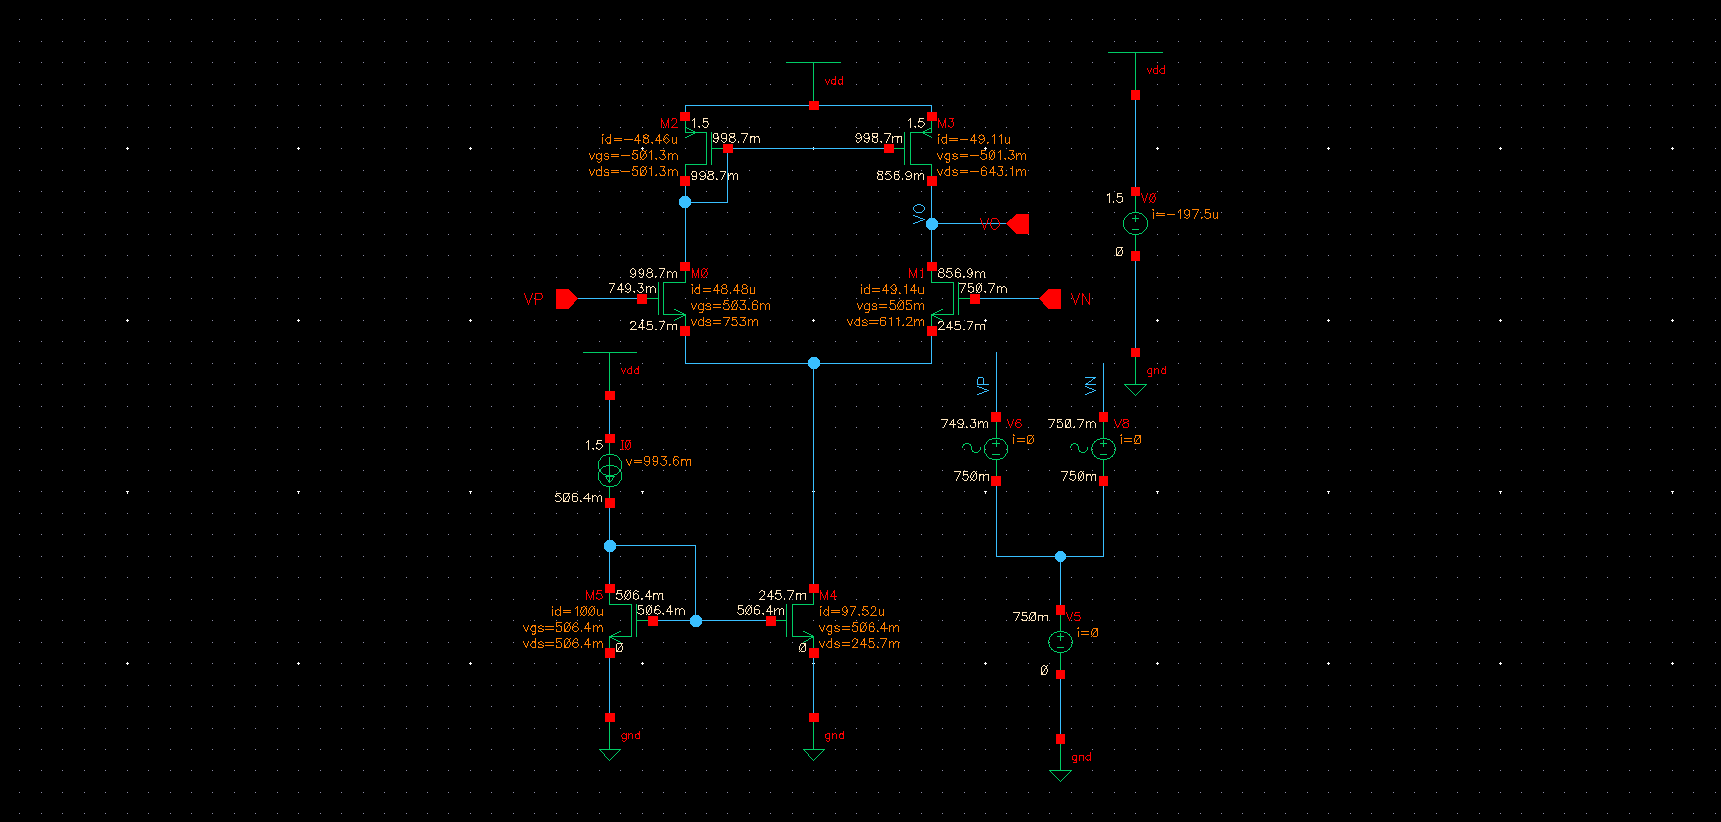 vdd
vdd
M2
1.5
id=-48.46u
998.7m
vgs=-501.3m
vds=-501.3m
998.7m
1.5
M3
998.7m
id=-49.11u
vgs=-501.3m
856.9m
vds=-643.1m
VO
VO
1.5
V0
i=-197.5u
0
gnd
998.7m
M0
749.3m
id=48.48u
VP
vgs=503.6m
245.7m
vds=753m
M1
856.9m
id=49.14u
750.7m
vgs=505m
VN
vds=611.2m
245.7m
vdd
1.5
I0
v=993.6m
506.4m
VP
VN
749.3m
V6
i=0
750m
750.7m
V8
i=0
750m
M5
506.4m
id=100u
506.4m
vgs=506.4m
vds=506.4m
0
245.7m
M4
506.4m
id=97.52u
vgs=506.4m
0
vds=245.7m
gnd
gnd
750m
V5
i=0
0
gnd